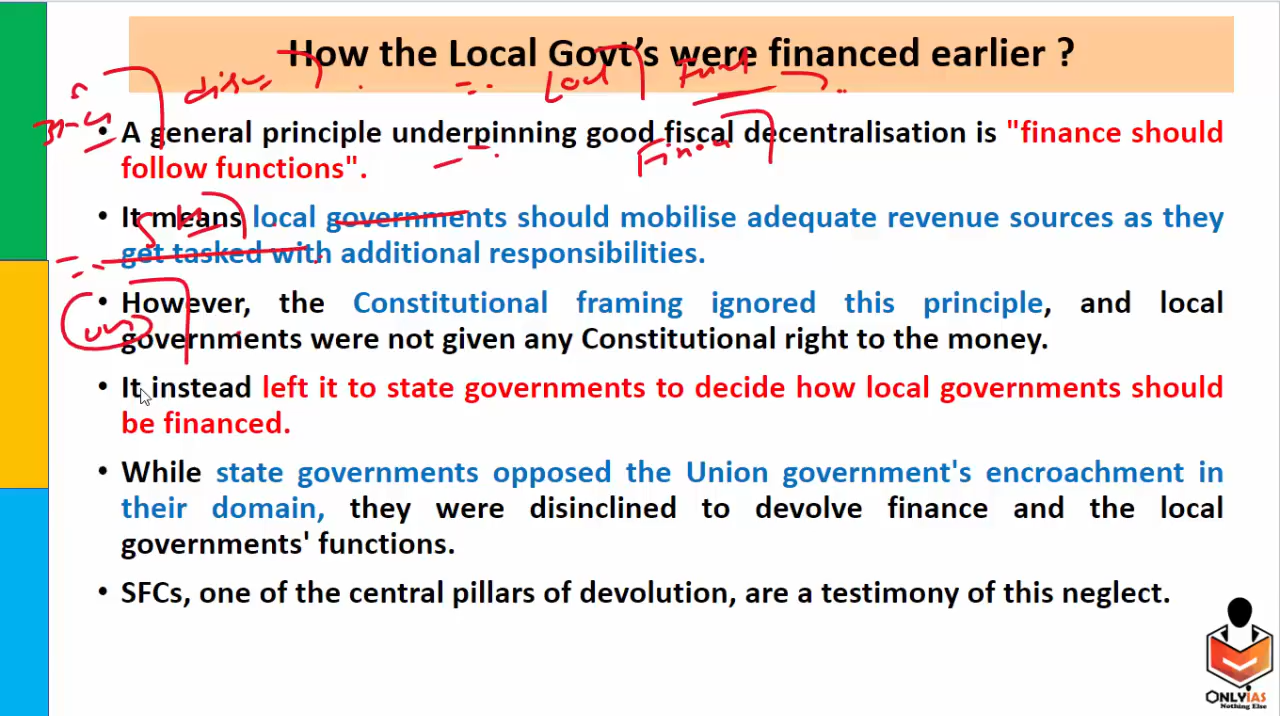 How the Local Govt's were financed earlier ?
• A general principle underpinning good fiscal decentralisation is "finance should
follow functions".
• It means local governments should mobilise adequate revenue sources as they
get tasked with additional responsibilities.
• However, the Constitutional framing ignored this principle, and local
governments were not given any Constitutional right to the money.
• It instead left it to state governments to decide how local governments should
be financed.
• While state governments opposed the Union government's encroachment in
their domain, they were disinclined to devolve finance and the local
governments' functions.
• SFCs, one of the central pillars of devolution, are a testimony of this neglect.
ONLYIAS
Nothing Else